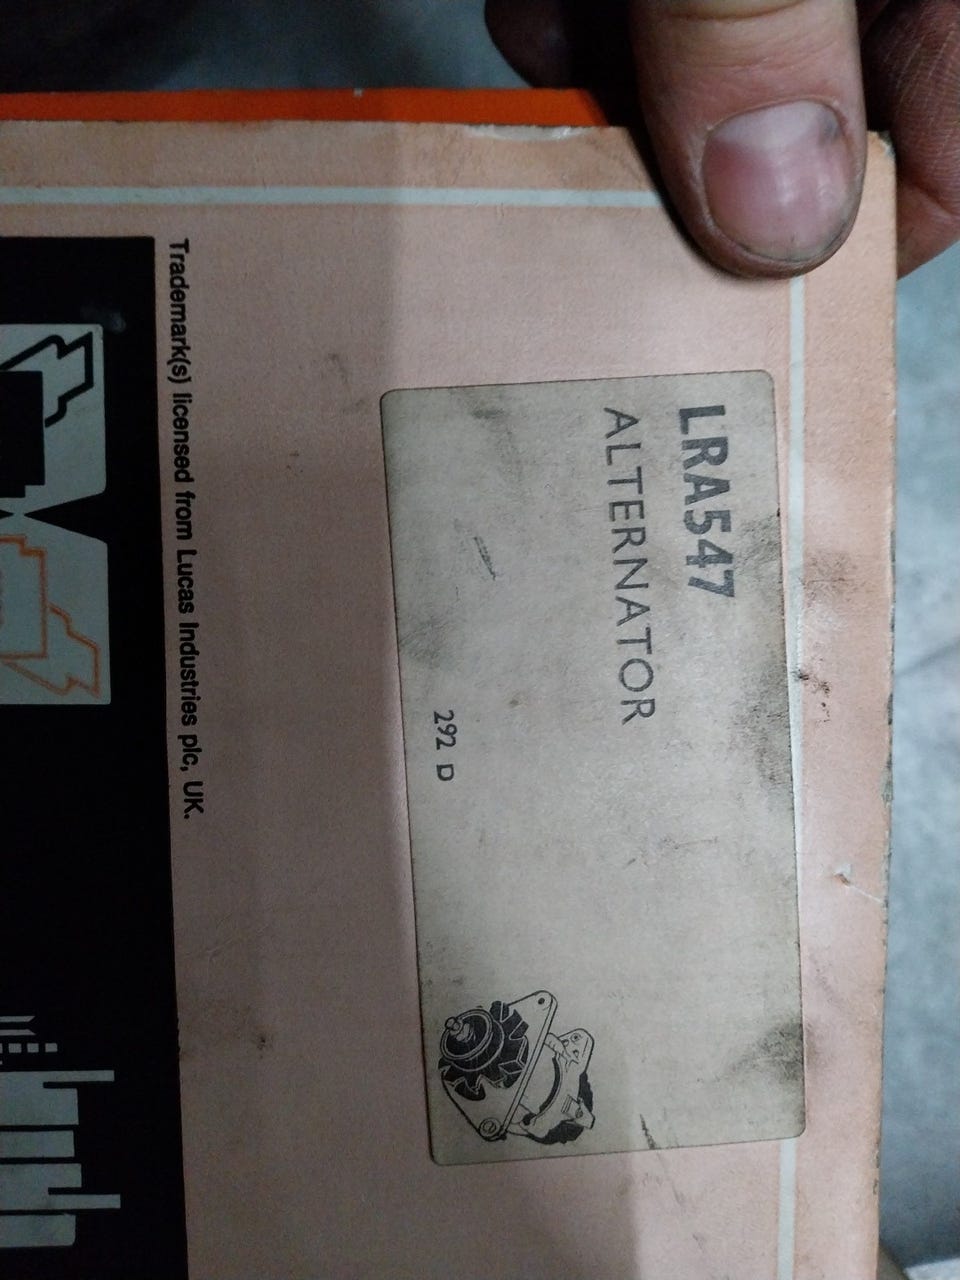 LRA547
ALTERNATOR
292 D
Trademark(s) licensed from Lucas Industries plc, UK.